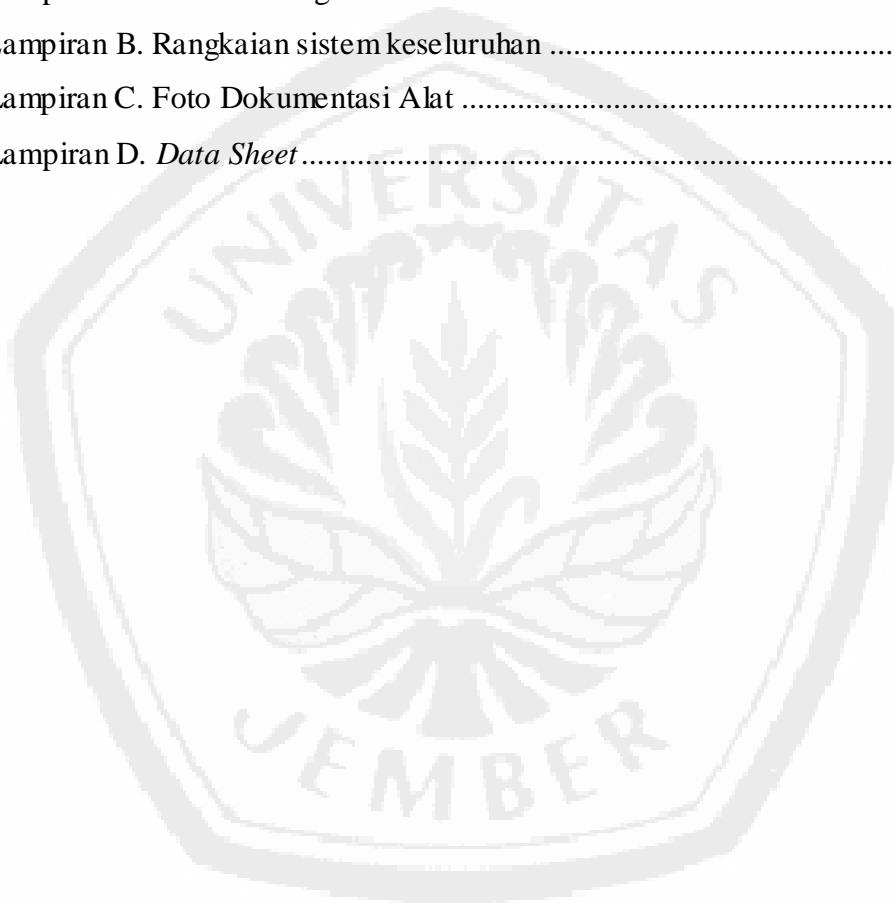 ampiran B. Rangkaian sistem keseluruhan ............................................
ampiran C. Foto Dokumentasi Alat .......................................................
ampiran D. Data Sheet...........................................................................
UNIVERSITAS
JEMBER